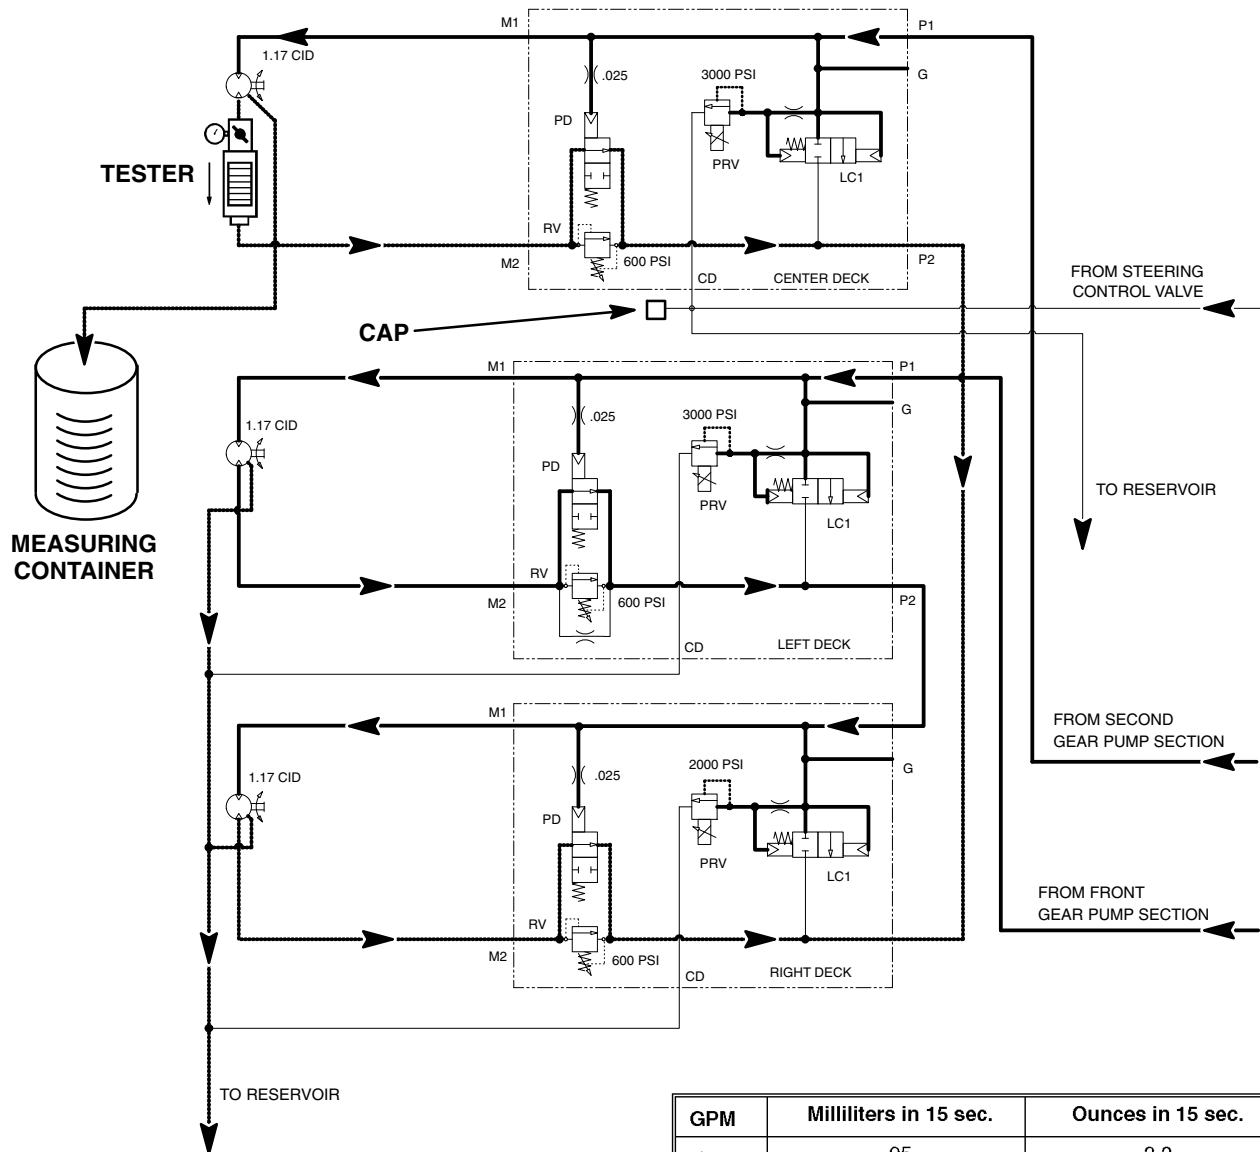 M1
P1
1.17 CID
.025
3000 PSI
G
PD
PRV
LC1
TESTER
RV
M2
600 PSI
P2
CD
CENTER DECK
FROM STEERING
CONTROL VALVE
CAP
M1
P1
G
.025
3000 PSI
1.17 CID
PD
PRV
LC1
TO RESERVOIR
MEASURING
CONTAINER
RV
M2
600 PSI
P2
CD
LEFT DECK
M1
FROM SECOND
GEAR PUMP SECTION
G
2000 PSI
1.17 CID
.025
PD
PRV
LC1
FROM FRONT
GEAR PUMP SECTION
RV
M2
600 PSI
CD
RIGHT DECK
TO RESERVOIR
GPM Milliliters in 15 sec. Ounces in 15 sec.